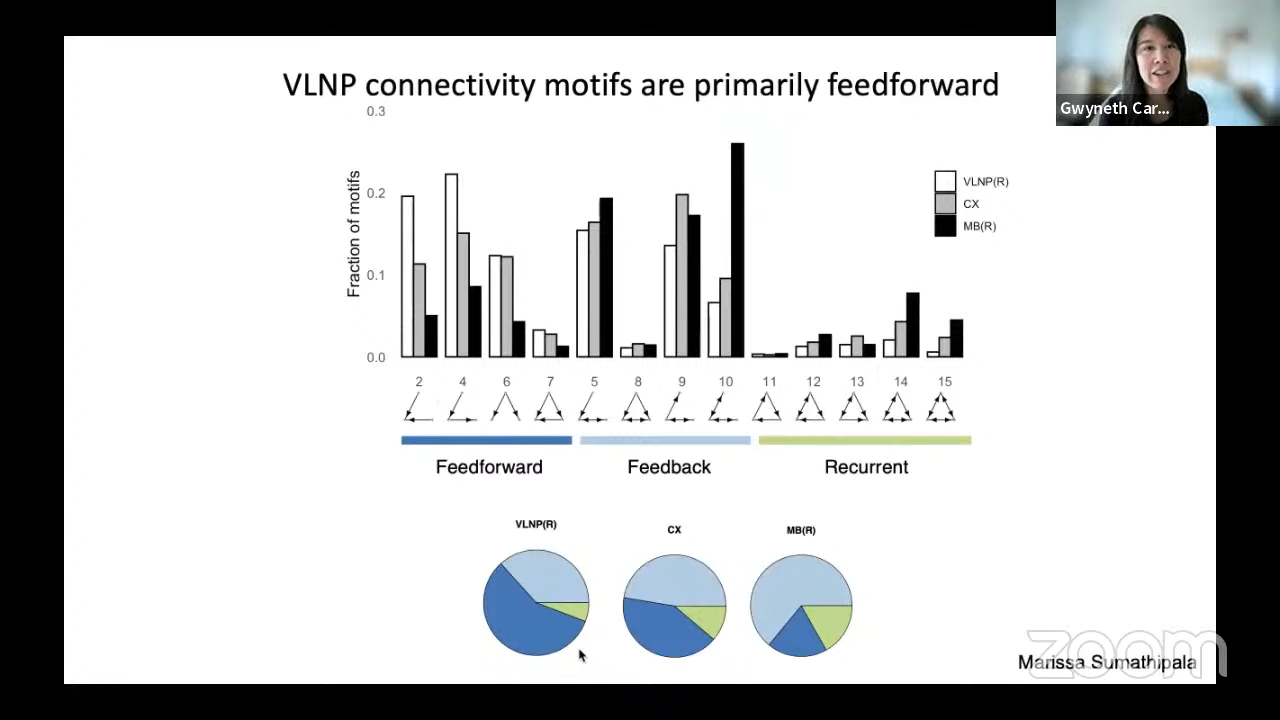 Gwyneth Car...
VLNP connectivity motifs are primarily feedforward
Fraction of motifs
0.3
0.2
0.1
0.0
VLNP(R)
CX
MB(R)
2 4 6 7 5 8 9 10 11 12 13 14 15
Feedforward Feedback Recurrent
VLNP(R) CX MB(R)
Marissa Sumathipala
zoom